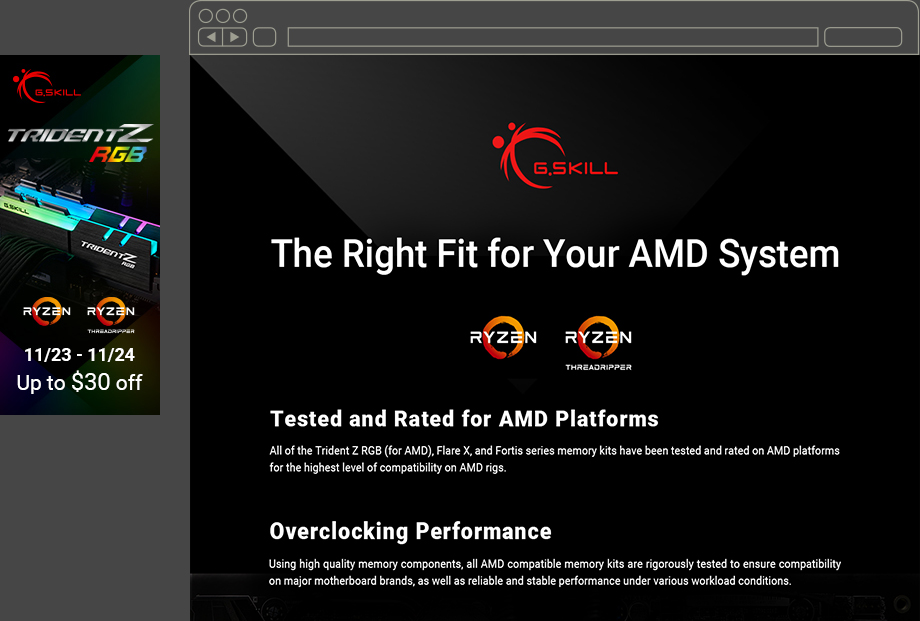 G.SKILL
TRIDENT Z
RGB
G.SKILL
TRIDENT Z
RGB
RYZEN RYZEN
THREADRIPPER
11/23 - 11/24
Up to $30 off
G.SKILL
The Right Fit for Your AMD System
RYZEN RYZEN
THREADRIPPER
Tested and Rated for AMD Platforms
All of the Trident Z RGB (for AMD), Flare X, and Fortis series memory kits have been tested and rated on AMD platforms
for the highest level of compatibility on AMD rigs.
Overclocking Performance
Using high quality memory components, all AMD compatible memory kits are rigorously tested to ensure compatibility
on major motherboard brands, as well as reliable and stable performance under various workload conditions.